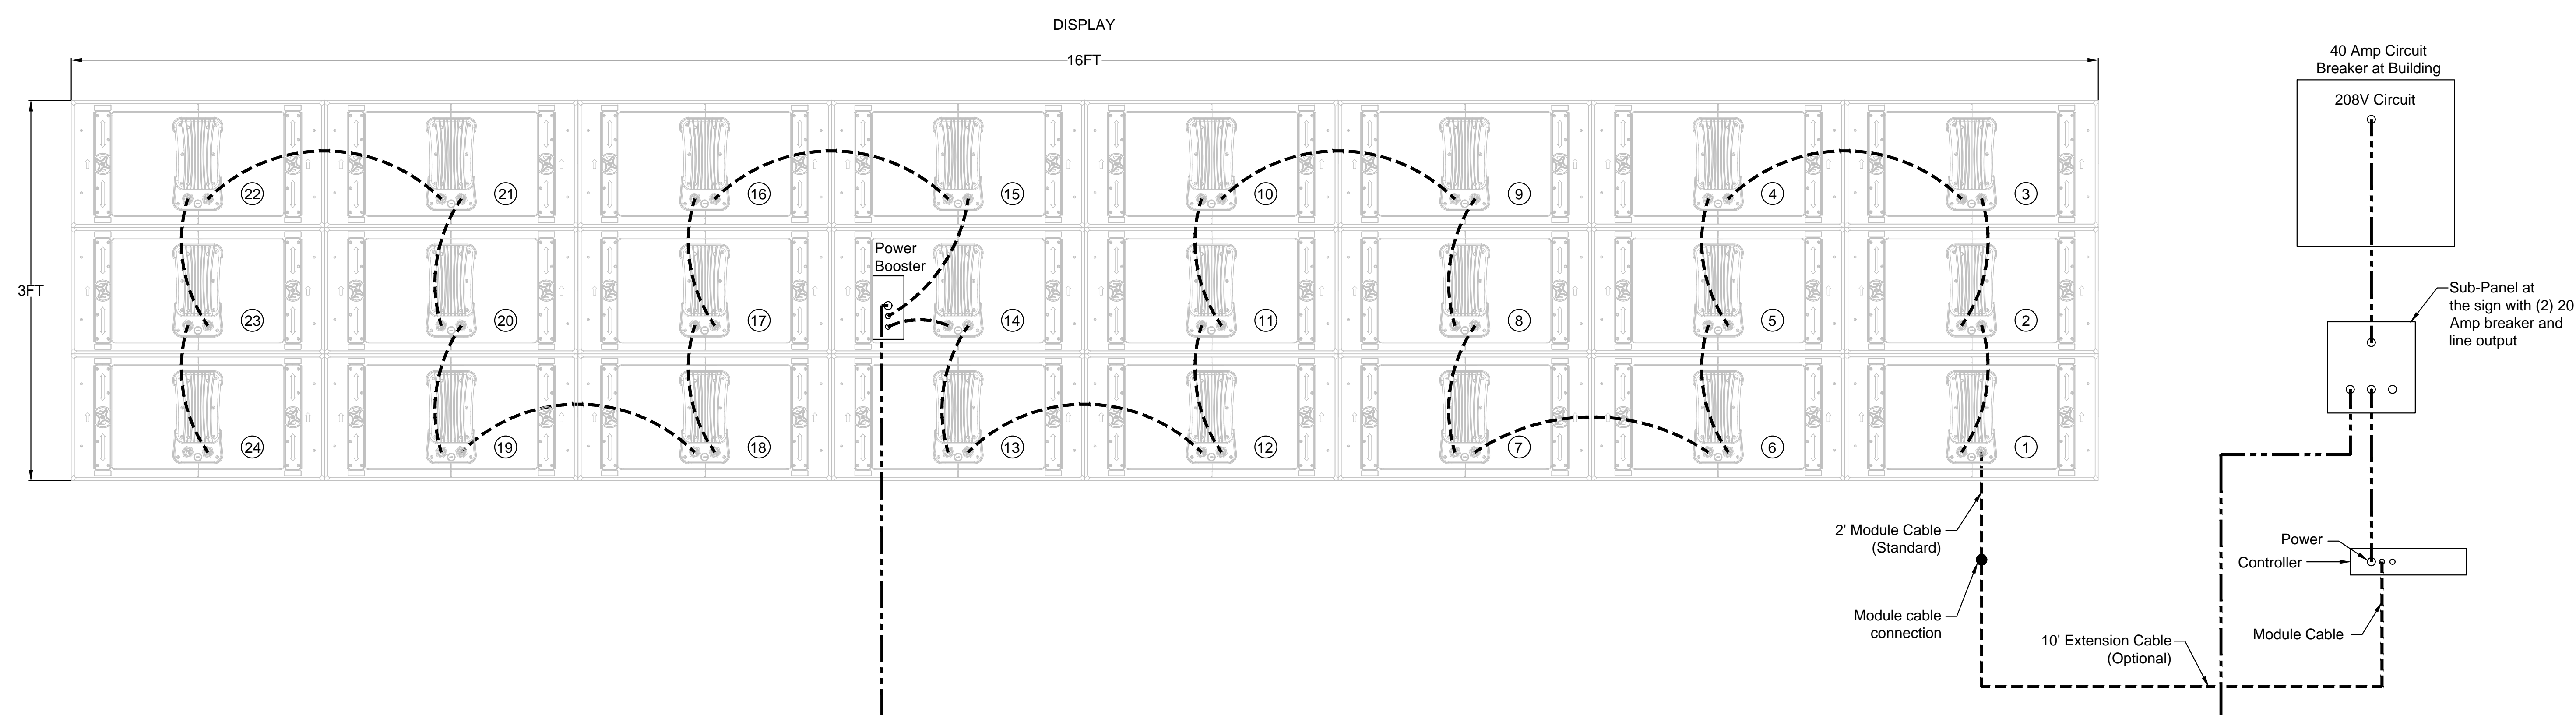 DISPLAY
16FT
40 Amp Circuit
Breaker at Building
208V Circuit
3FT
22
21
16
15
10
9
4
3
Power
Booster
23
20
17
14
11
8
5
2
Sub-Panel at
the sign with (2) 20
Amp breaker and
line output
24
19
18
13
12
7
6
1
2' Module Cable
(Standard)
Power
Controller
Module cable
connection
10' Extension Cable
(Optional)
Module Cable